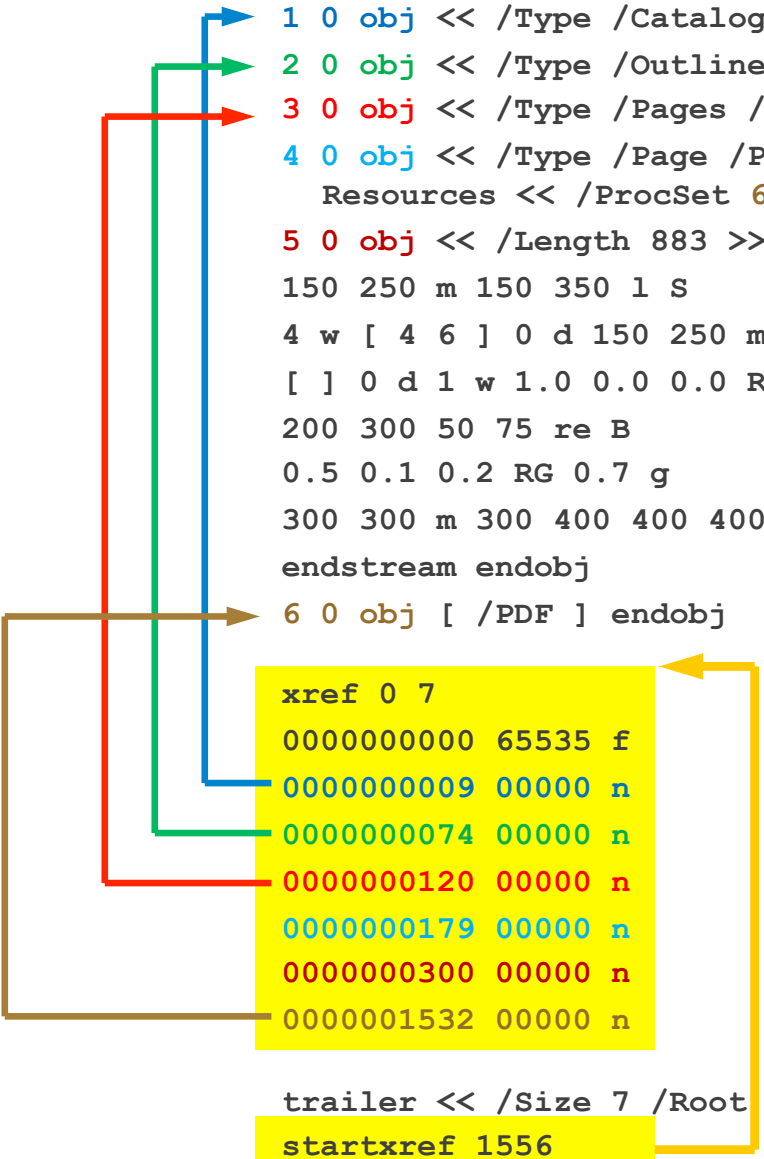 1 0 obj << /Type /Catalog
2 0 obj << /Type /Outline
3 0 obj << /Type /Pages /
4 0 obj << /Type /Page /P
Resources << /ProcSet 6
5 0 obj << /Length 883 >>
150 250 m 150 350 l S
4 w [ 4 6 ] 0 d 150 250 m
[ ] 0 d 1 w 1.0 0.0 0.0 R
200 300 50 75 re B
0.5 0.1 0.2 RG 0.7 g
300 300 m 300 400 400 400
endstream endobj
6 0 obj [ /PDF ] endobj
xref 0 7
0000000000 65535 f
0000000009 00000 n
0000000074 00000 n
0000000120 00000 n
0000000179 00000 n
0000000300 00000 n
0000001532 00000 n
trailer << /Size 7 /Root
startxref 1556